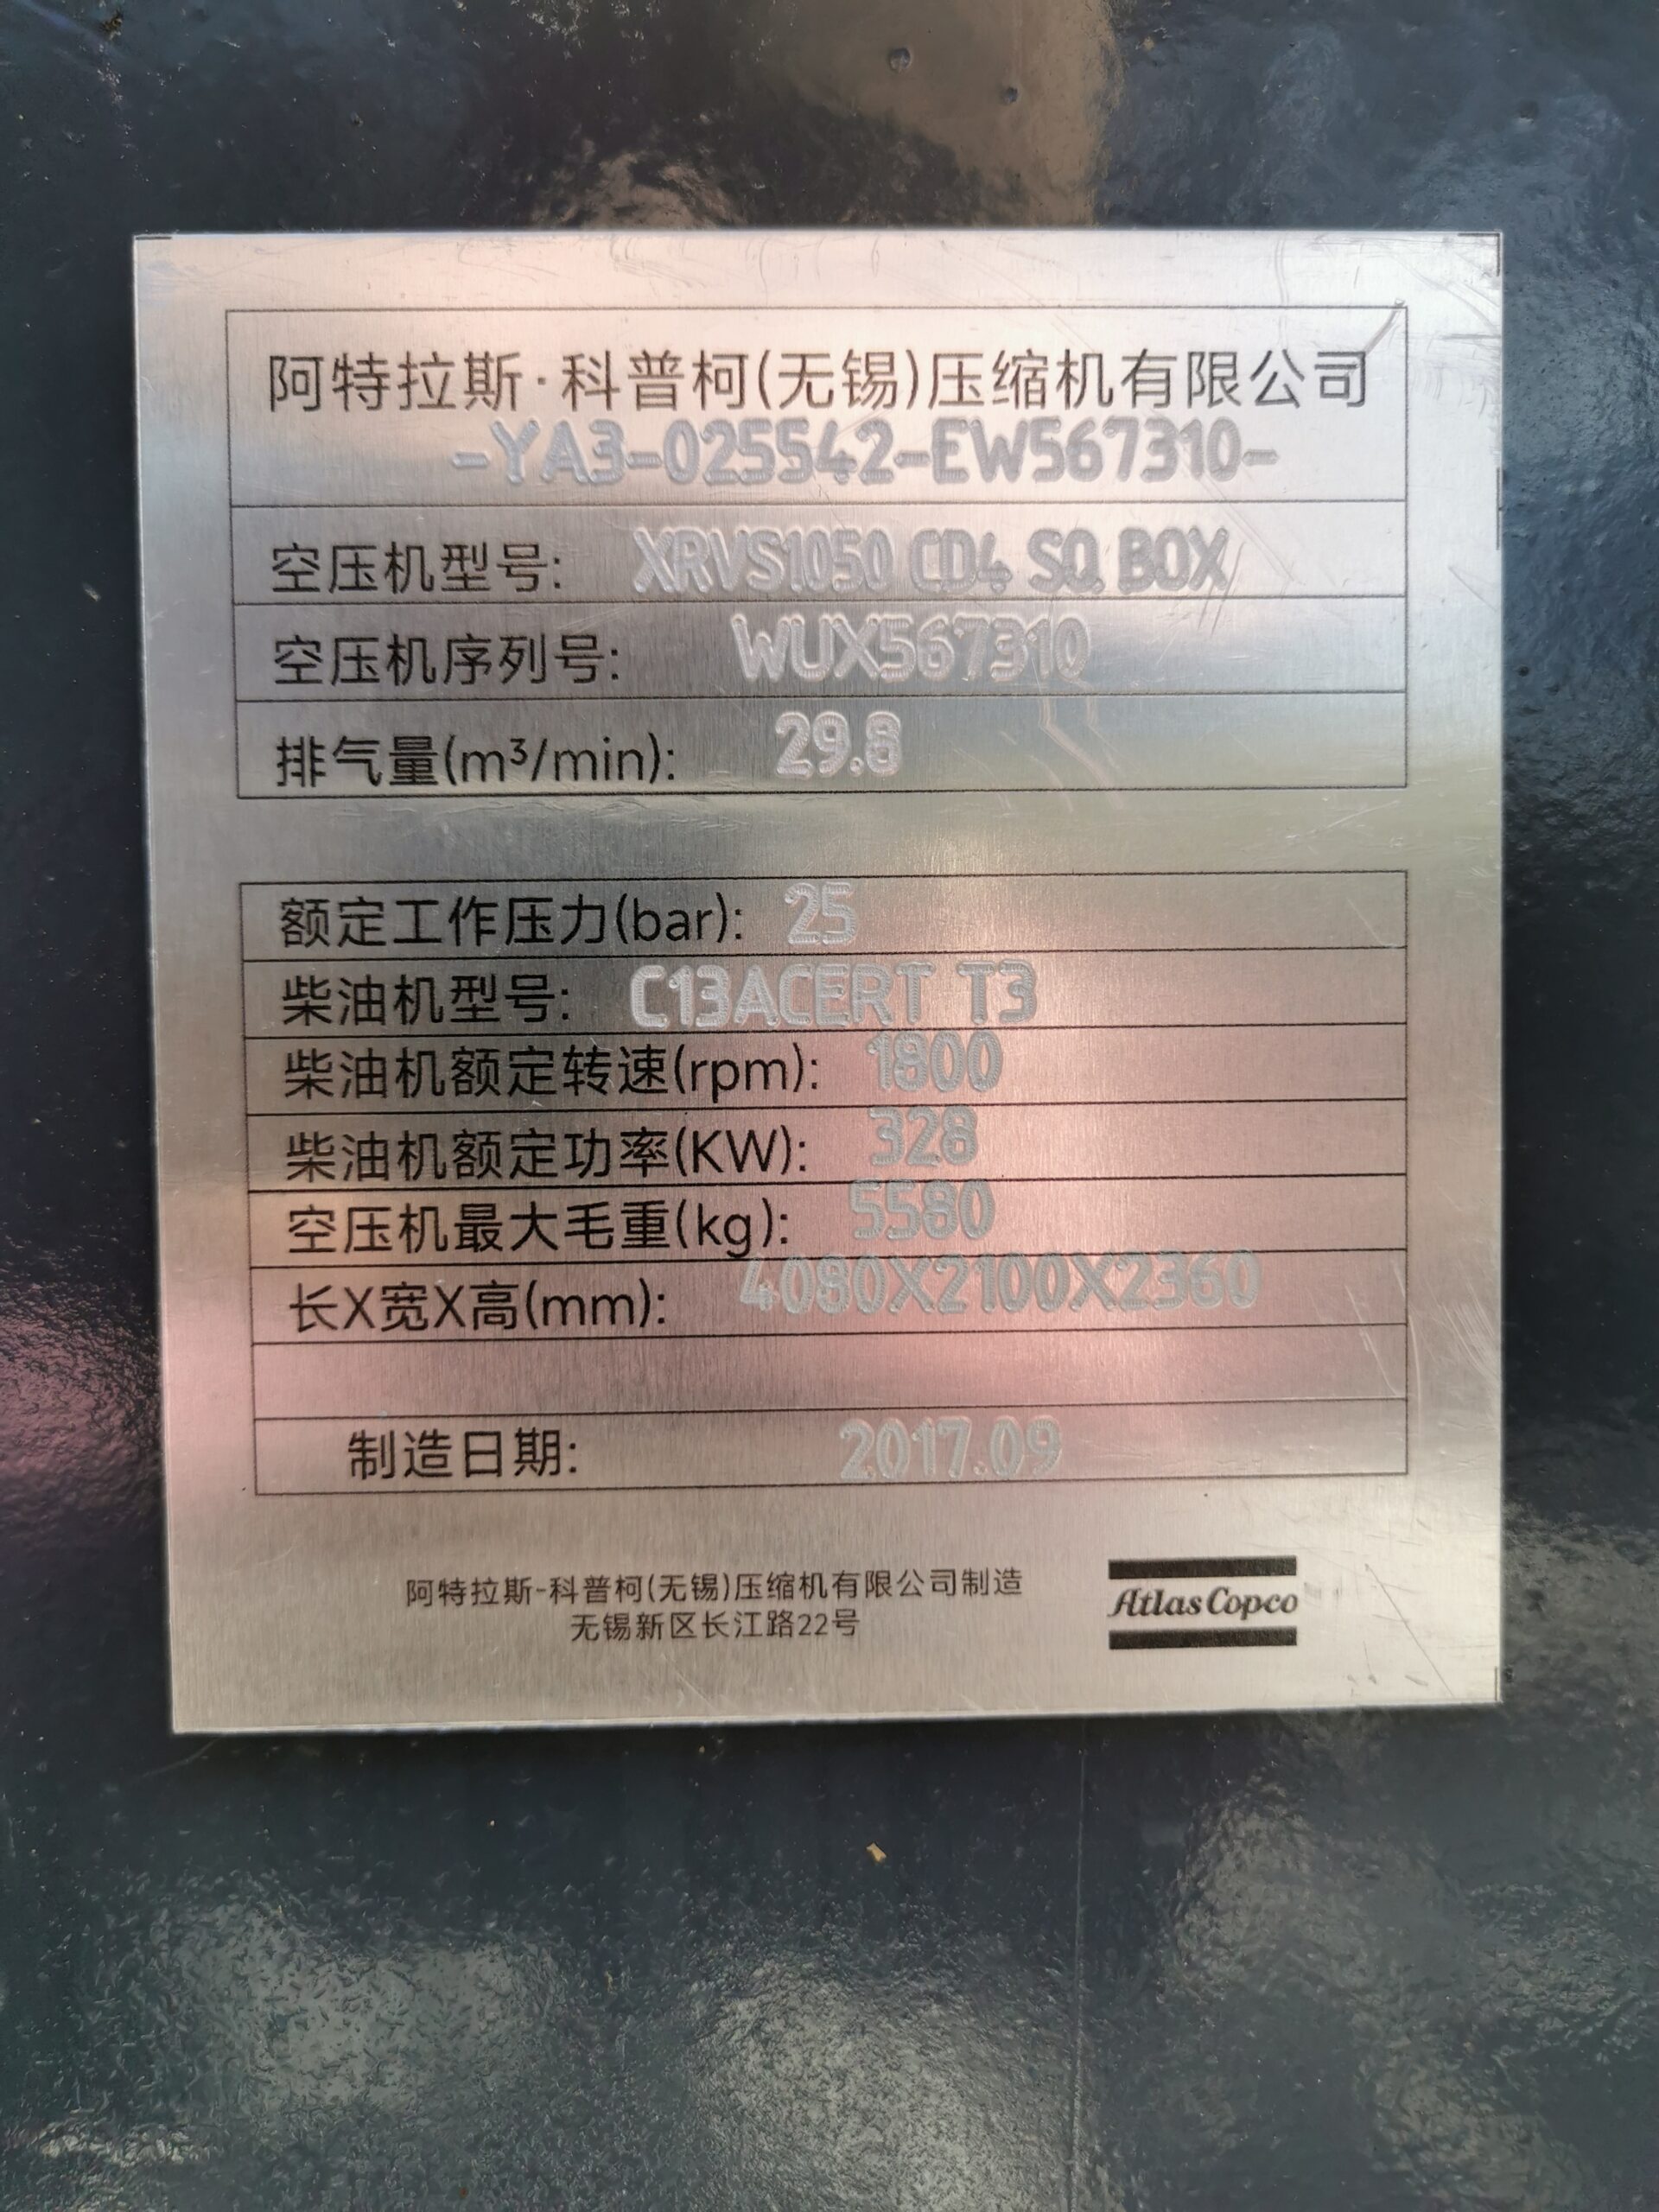 阿特拉斯·科普柯(无锡)压缩机有限公司
-YA3-025542-EW567310-
空压机型号: XRVS1050 CD4 SQ BOX
空压机序列号: WUX567310
排气量(m³/min): 29.8
额定工作压力(bar): 25
柴油机型号: C13ACERT T3
柴油机额定转速(rpm): 1800
柴油机额定功率(KW): 328
空压机最大毛重(kg): 5580
长X宽X高(mm): 4080X2100X2360
制造日期: 2017.09
阿特拉斯-科普柯(无锡)压缩机有限公司制造
无锡新区长江路22号
Atlas Copco